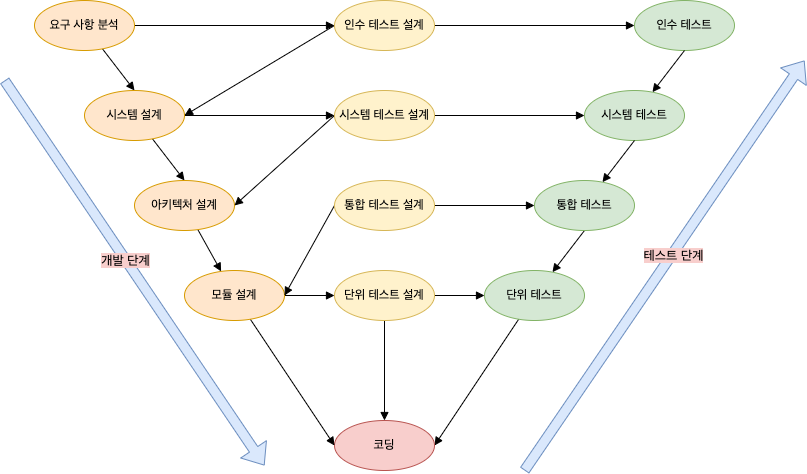 요구 사항 분석
인수 테스트 설계
인수 테스트
시스템 설계
시스템 테스트 설계
시스템 테스트
아키텍처 설계
통합 테스트 설계
통합 테스트
개발 단계
테스트 단계
모듈 설계
단위 테스트 설계
단위 테스트
코딩